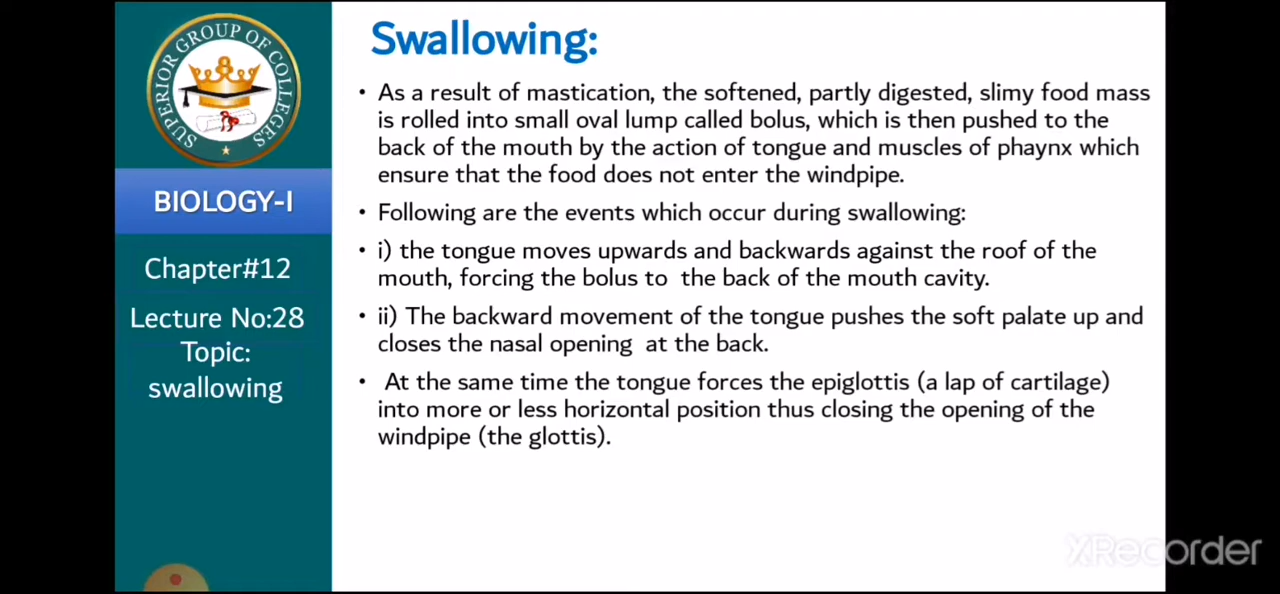 SUPERIOR GROUP OF COLLEGES
BIOLOGY-I
Chapter#12
Lecture No:28
Topic:
swallowing
Swallowing:
• As a result of mastication, the softened, partly digested, slimy food mass
is rolled into small oval lump called bolus, which is then pushed to the
back of the mouth by the action of tongue and muscles of phaynx which
ensure that the food does not enter the windpipe.
• Following are the events which occur during swallowing:
• i) the tongue moves upwards and backwards against the roof of the
mouth, forcing the bolus to the back of the mouth cavity.
• ii) The backward movement of the tongue pushes the soft palate up and
closes the nasal opening at the back.
• At the same time the tongue forces the epiglottis (a lap of cartilage)
into more or less horizontal position thus closing the opening of the
windpipe (the glottis).
XRecorder